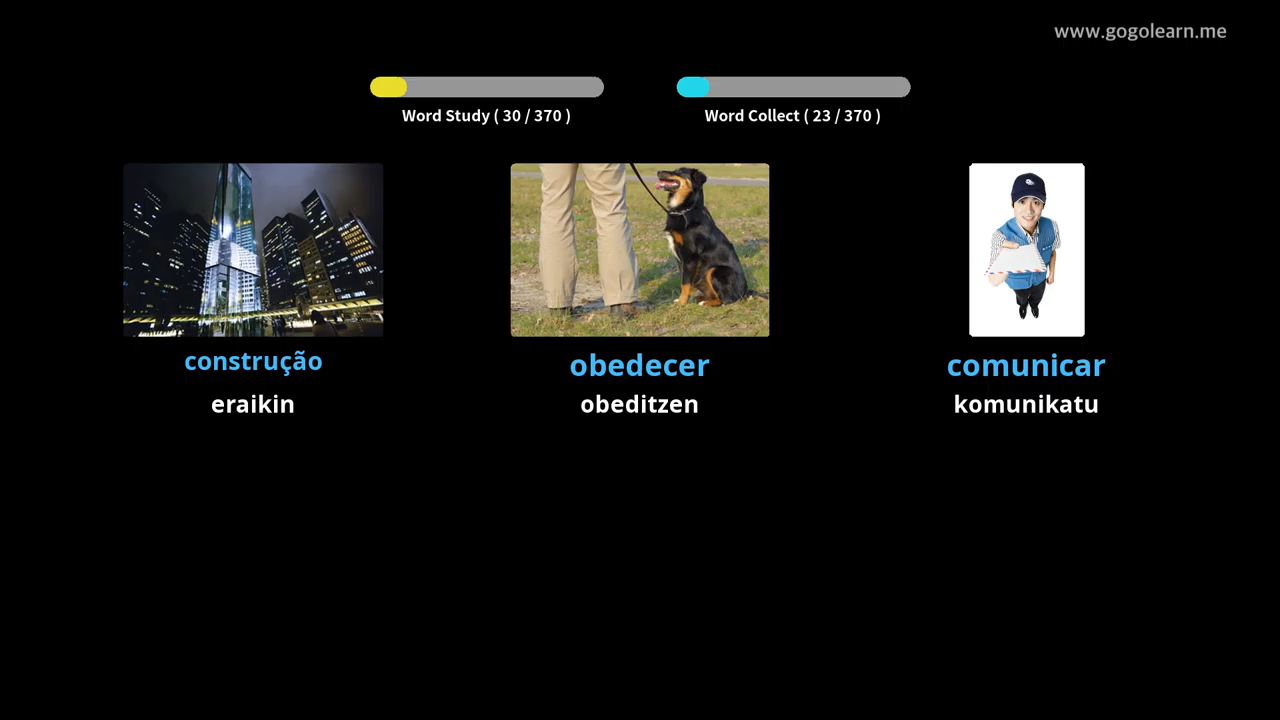 www.gogolearn.me
Word Study ( 30 / 370 )
Word Collect ( 23 / 370 )
construção
obedecer
comunicar
eraikin
obeditzen
komunikatu